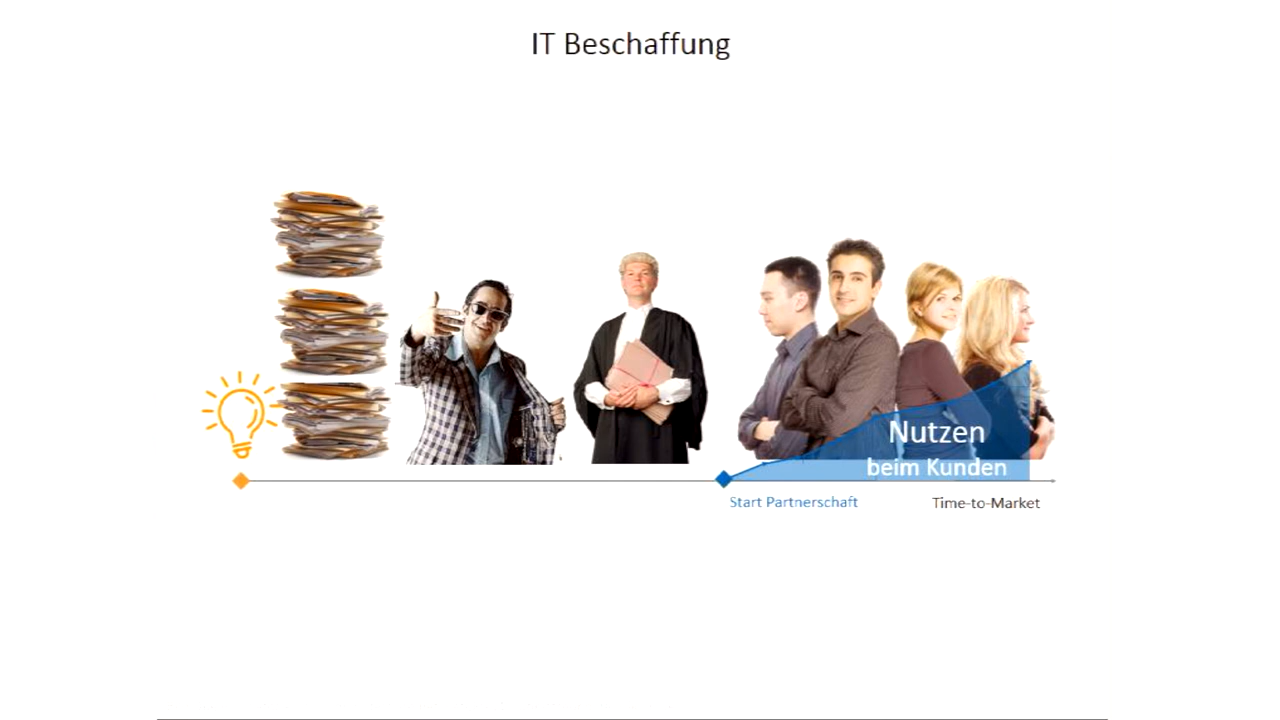 IT Beschaffung
Nutzen
beim Kunden
Start Partnerschaft
Time-to-Market